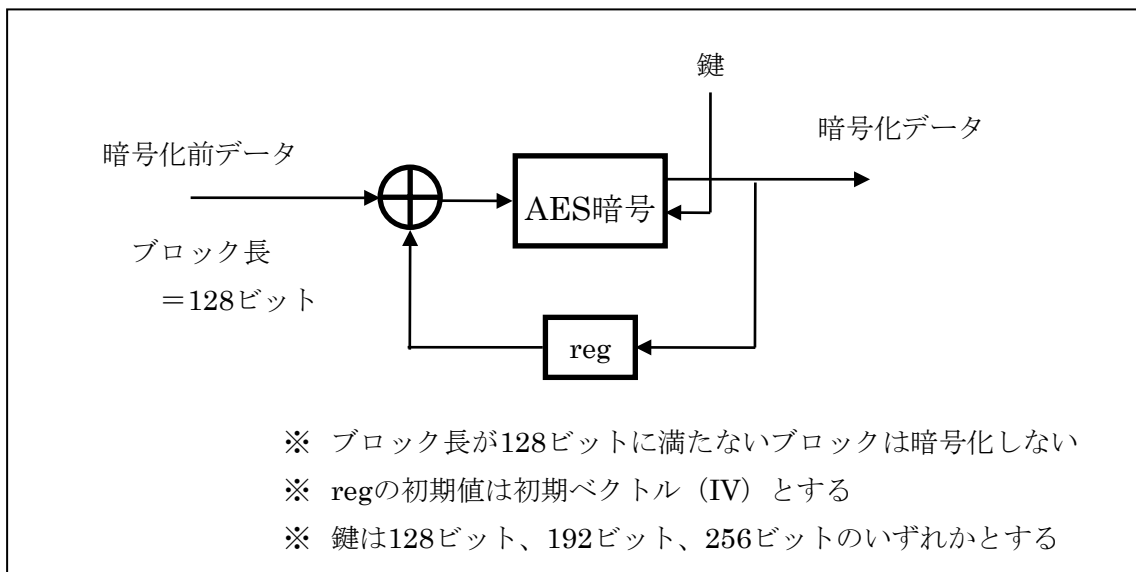 鍵
暗号化データ
暗号化前データ
AES暗号
ブロック長
＝128ビット
reg
※ ブロック長が128ビットに満たないブロックは暗号化しない
※ regの初期値は初期ベクトル（IV）とする
※ 鍵は128ビット、192ビット、256ビットのいずれかとする